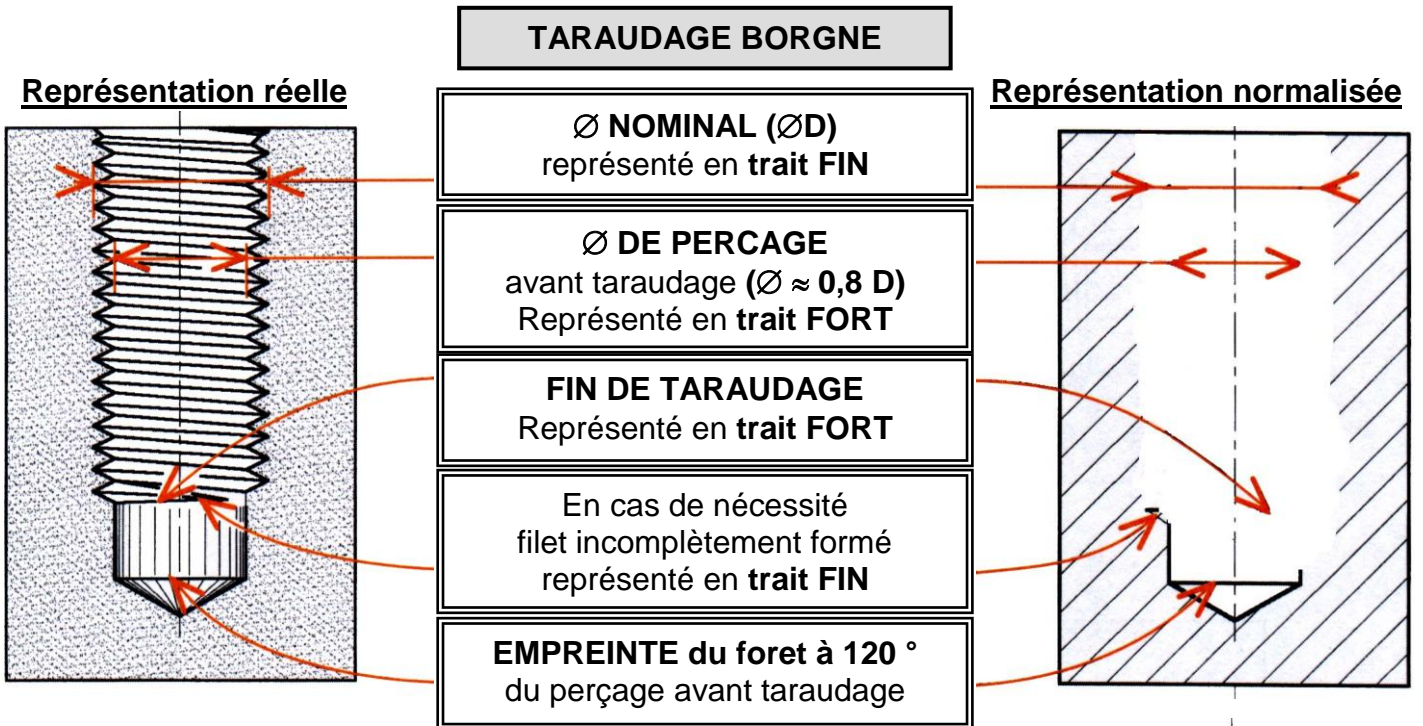 TARAUDAGE BORGNE
Représentation réelle
Représentation normalisée
∅ NOMINAL (∅D)
représenté en trait FIN
∅ DE PERCAGE
avant taraudage (∅ ≈ 0,8 D)
Représenté en trait FORT
FIN DE TARAUDAGE
Représenté en trait FORT
En cas de nécessité
filet incomplètement formé
représenté en trait FIN
EMPREINTE du foret à 120 °
du perçage avant taraudage